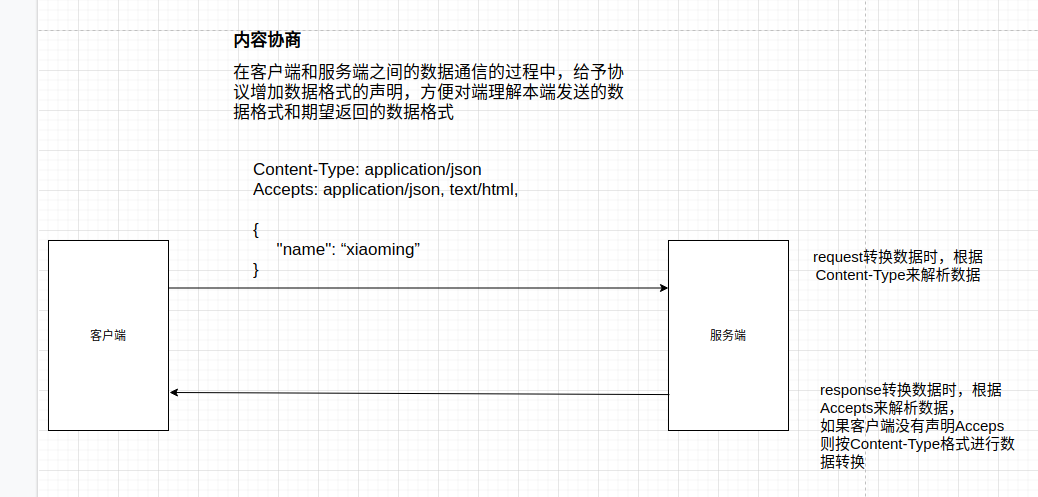 内容协商
在客户端和服务端之间的数据通信的过程中，给予协
议增加数据格式的声明，方便对端理解本端发送的数
据格式和期望返回的数据格式
Content-Type: application/json
Accepts: application/json, text/html,
{
"name": “xiaoming”
}
客户端
服务端
request转换数据时，根据
Content-Type来解析数据
response转换数据时，根据
Accepts来解析数据，
如果客户端没有声明Acceps
则按Content-Type格式进行数
据转换